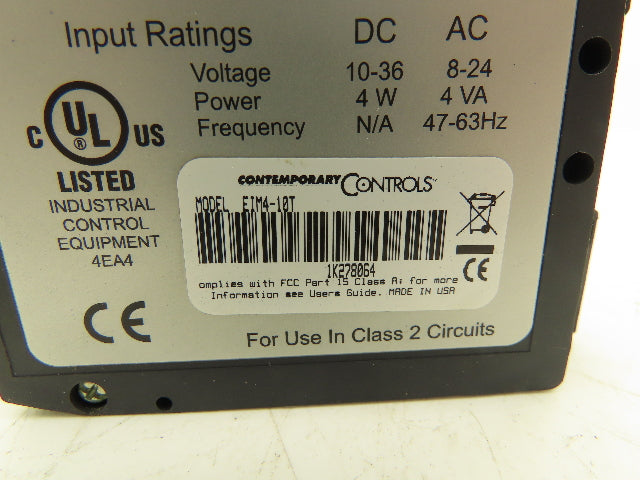 Input Ratings DC AC
Voltage 10-36 8-24
Power 4 W 4 VA
Frequency N/A 47-63Hz
C UL ® US
LISTED
INDUSTRIAL
CONTROL
EQUIPMENT
4EA4
CE
CONTEMPORARY CONTROLS
MODEL EIM4-10T
1K278064
CE
omplies with FCC Part 15 Class A; for more
Information see Users Guide. MADE IN USA
For Use In Class 2 Circuits